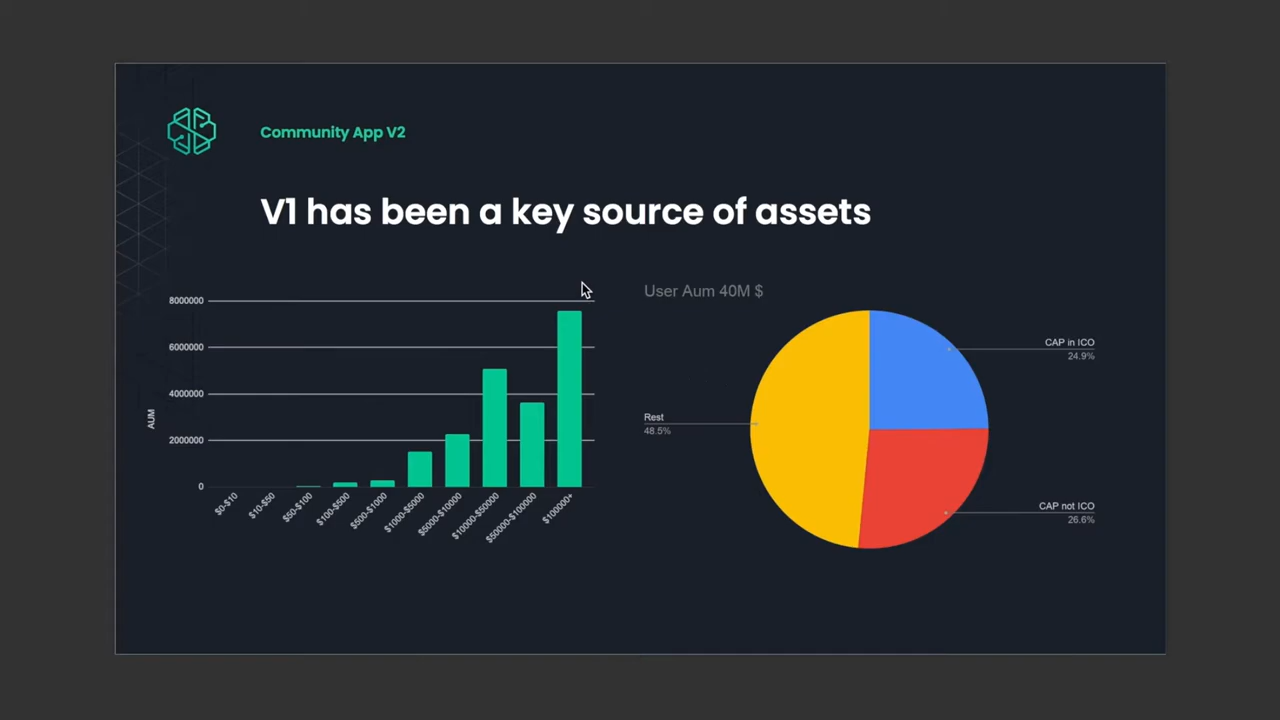 Community App V2
V1 has been a key source of assets
8000000
6000000
4000000
2000000
0
AUM
$0-$10
$10-$50
$50-$100
$100-$500
$500-$1000
$1000-$5000
$5000-$10000
$10000-$50000
$50000-$100000
$100000+
User Aum 40M $
CAP in ICO
24.9%
Rest
48.5%
CAP not ICO
26.6%